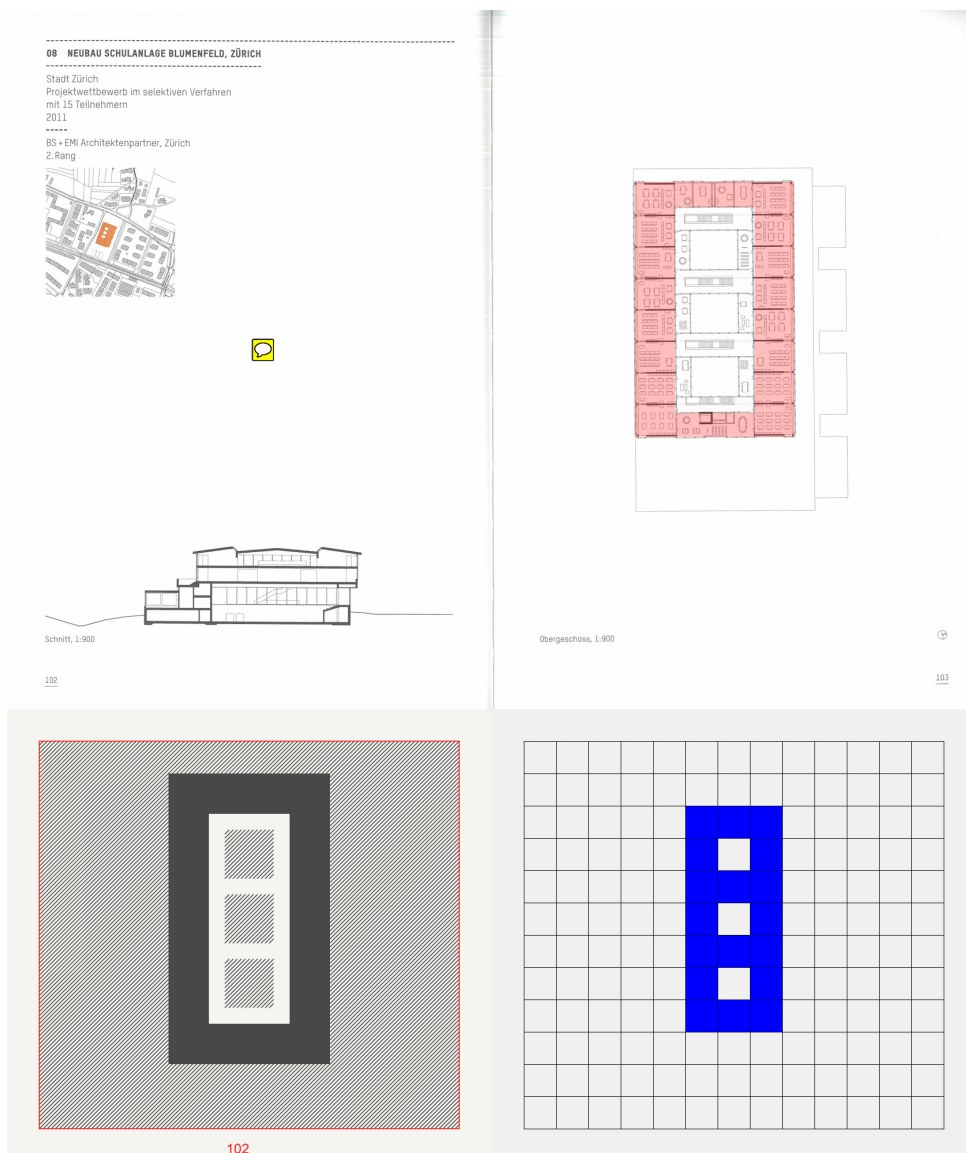 08 NEUBAU SCHULANLAGE BLUMENFELD, ZÜRICH
Stadt Zürich
Projektwettbewerb im selektiven Verfahren
mit 15 Teilnehmern
2011
BS + EMI Architektenpartner, Zürich
2. Rang
Schnitt, 1:900
Obergeschoss, 1:900
102
103
102